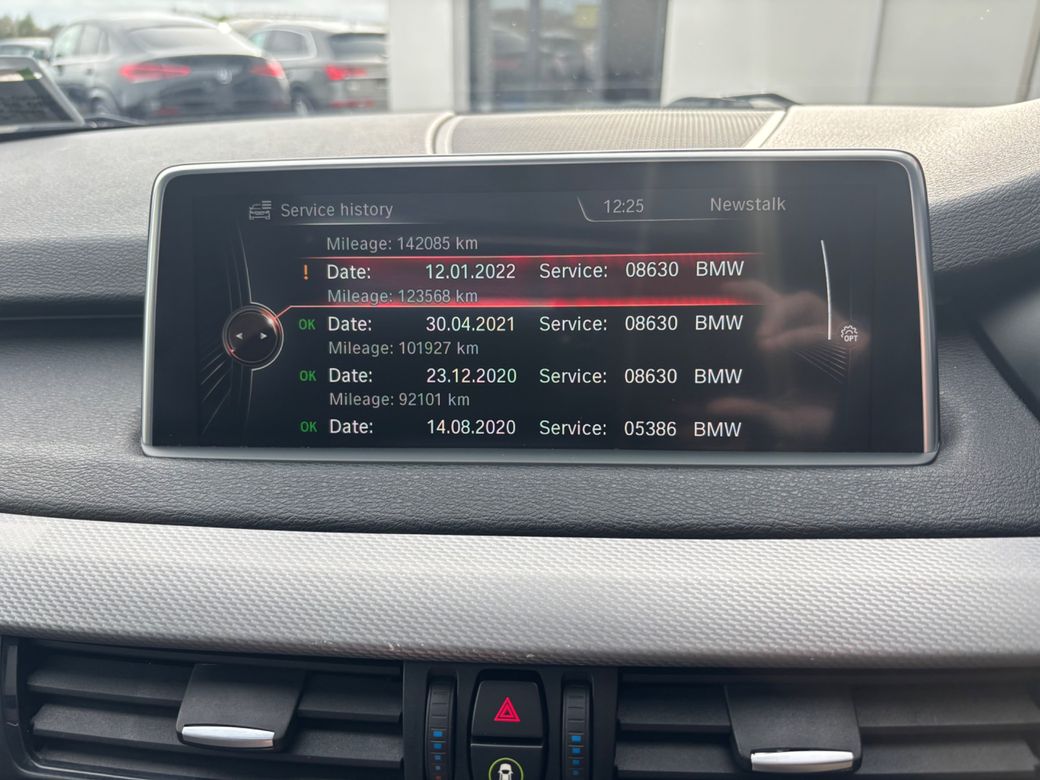 Service history
12:25
Newstalk
Mileage: 142085 km
! Date: 12.01.2022 Service: 08630 BMW
Mileage: 123568 km
OK Date: 30.04.2021 Service: 08630 BMW
Mileage: 101927 km
OK Date: 23.12.2020 Service: 08630 BMW
Mileage: 92101 km
OK Date: 14.08.2020 Service: 05386 BMW
OPT